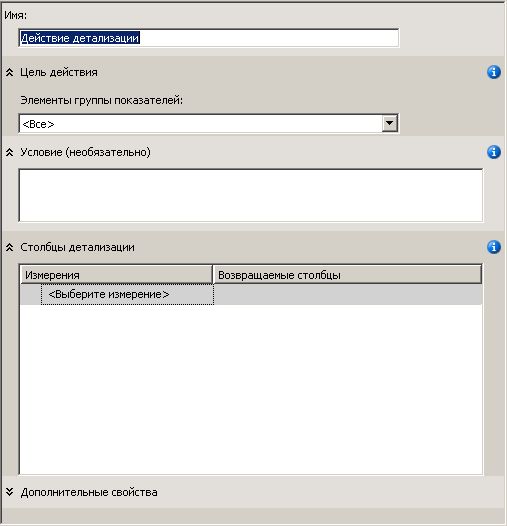 Имя:
Действие детализации
Цель действия
Элементы группы показателей:
<Все>
Условие (необязательно)
Столбцы детализации
Измерения Возвращаемые столбцы
<Выберите измерение>
Дополнительные свойства